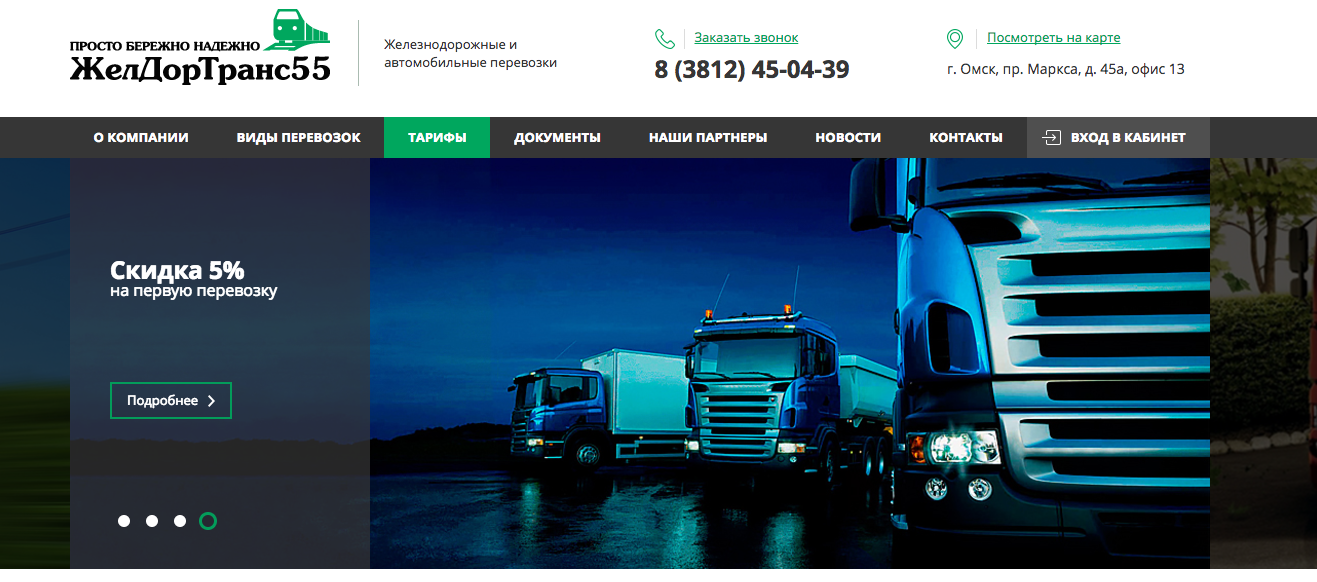 ПРОСТО БЕРЕЖНО НАДЕЖНО
ЖелДорТранс55
Железнодорожные и
автомобильные перевозки
Заказать звонок
8 (3812) 45-04-39
Посмотреть на карте
г. Омск, пр. Маркса, д. 45а, офис 13
О КОМПАНИИ
ВИДЫ ПЕРЕВОЗОК
ТАРИФЫ
ДОКУМЕНТЫ
НАШИ ПАРТНЕРЫ
НОВОСТИ
КОНТАКТЫ
ВХОД В КАБИНЕТ
Скидка 5%
на первую перевозку
Подробнее